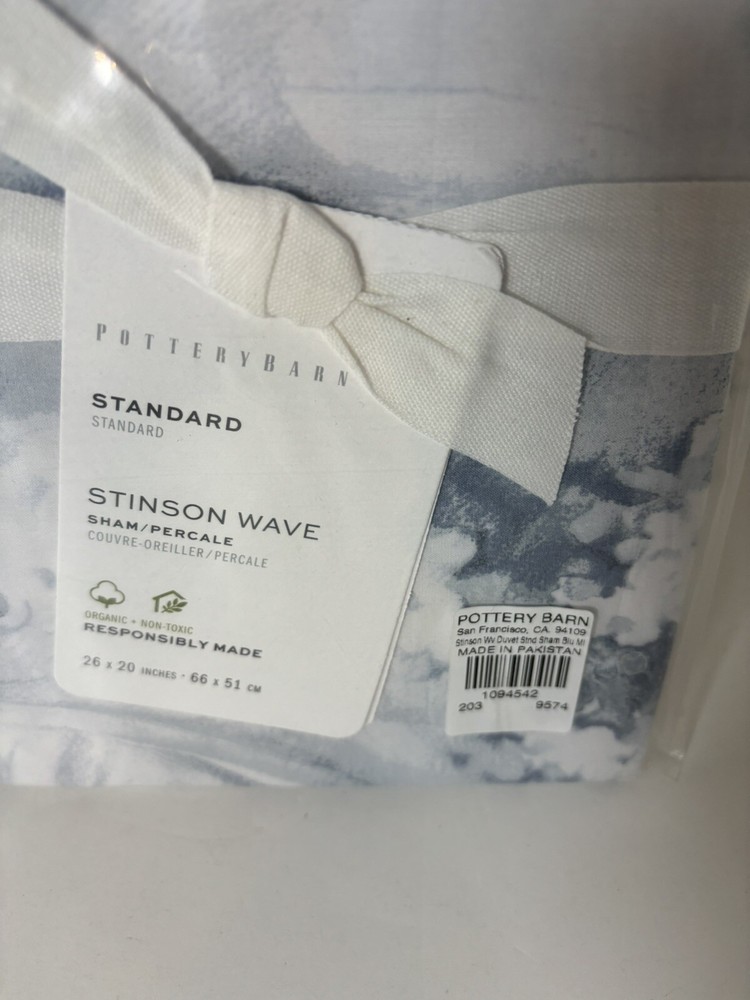 POTTERYBARN
STANDARD
STANDARD
STINSON WAVE
SHAM/PERCALE
COUVRE-OREILLER/PERCALE
ORGANIC + NON-TOXIC
RESPONSIBLY MADE
26 x 20 INCHES • 66 x 51 CM
POTTERY BARN
San Francisco, CA. 94109
Stinson Wv Duvet Stnd Sham Blu Ml
MADE IN PAKISTAN
1094542
203 9574